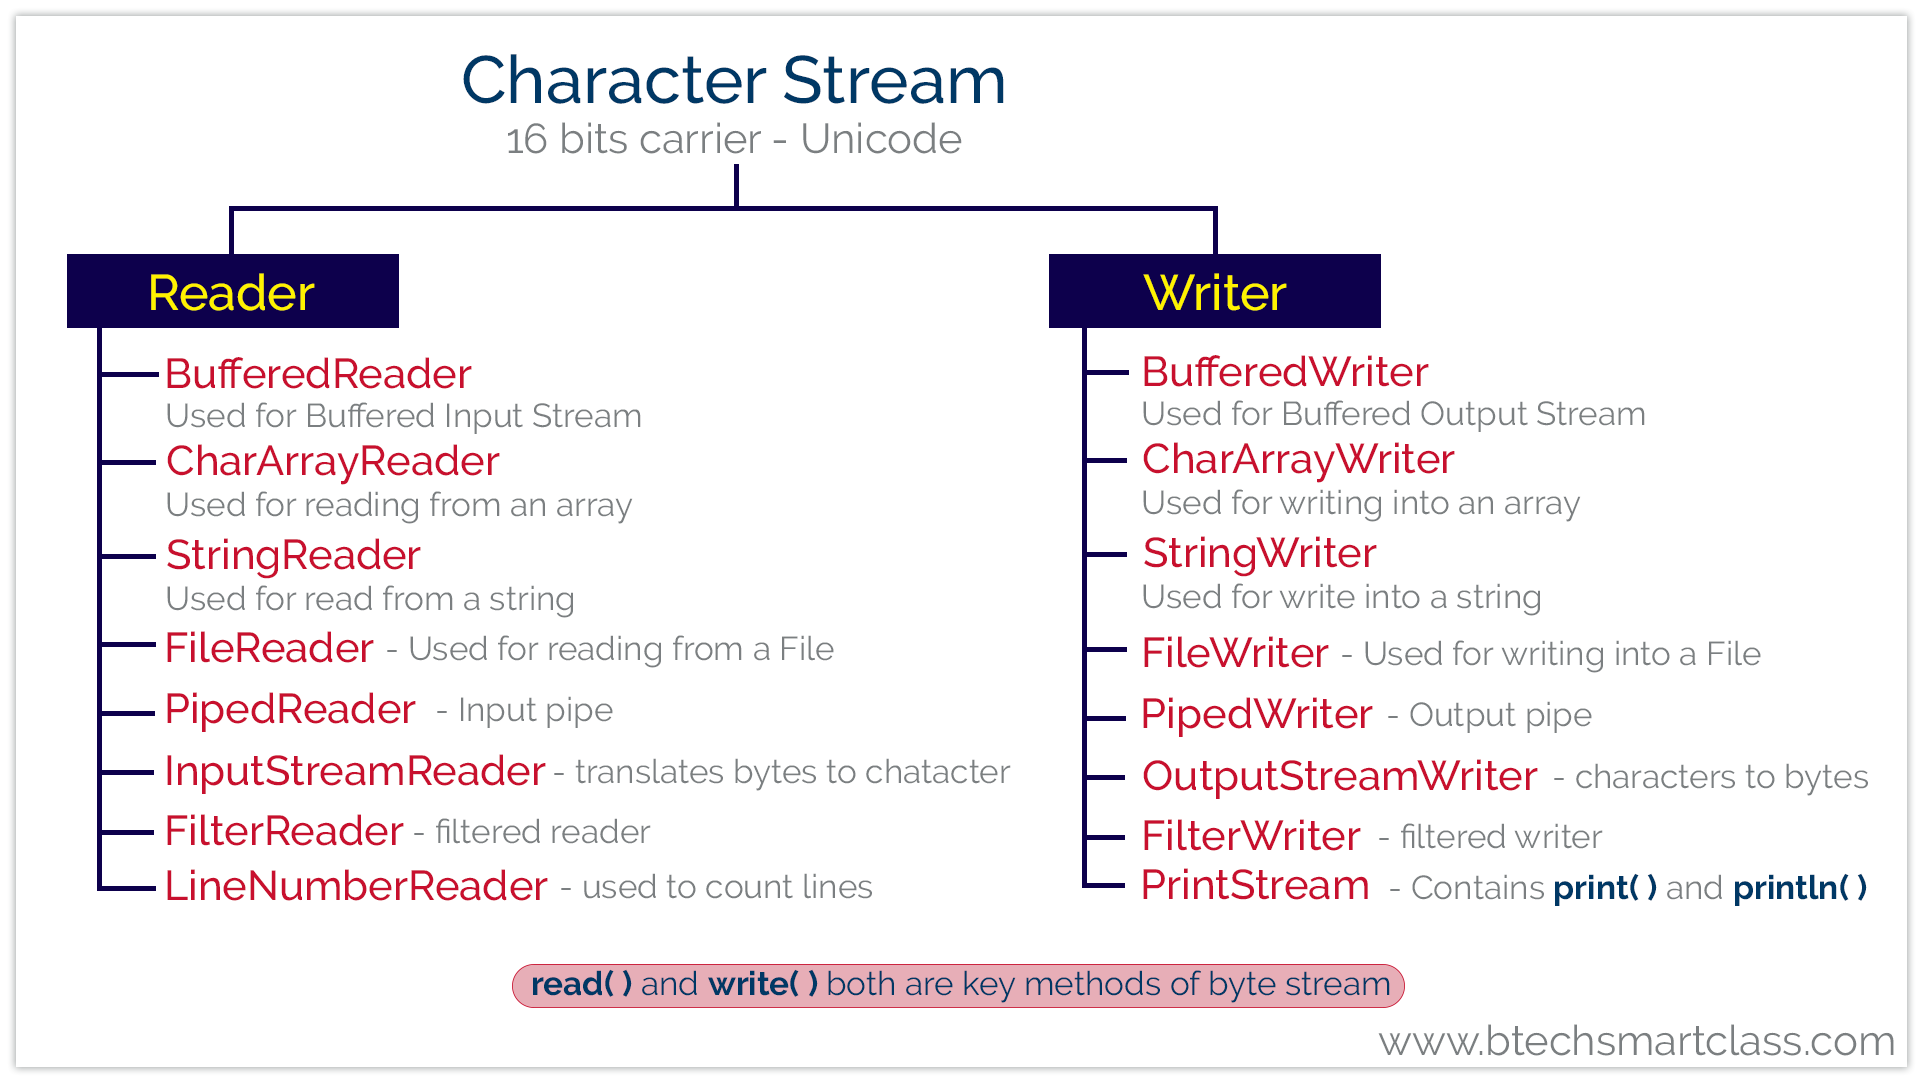 Character Stream
16 bits carrier - Unicode
Reader
BufferedReader
Used for Buffered Input Stream
CharArrayReader
Used for reading from an array
StringReader
Used for read from a string
FileReader - Used for reading from a File
PipedReader - Input pipe
InputStreamReader - translates bytes to chatacter
FilterReader - filtered reader
LineNumberReader - used to count lines
Writer
BufferedWriter
Used for Buffered Output Stream
CharArrayWriter
Used for writing into an array
StringWriter
Used for write into a string
FileWriter - Used for writing into a File
PipedWriter - Output pipe
OutputStreamWriter - characters to bytes
FilterWriter - filtered writer
PrintStream - Contains print( ) and println( )
read( ) and write( ) both are key methods of byte stream
www.btechsmartclass.com